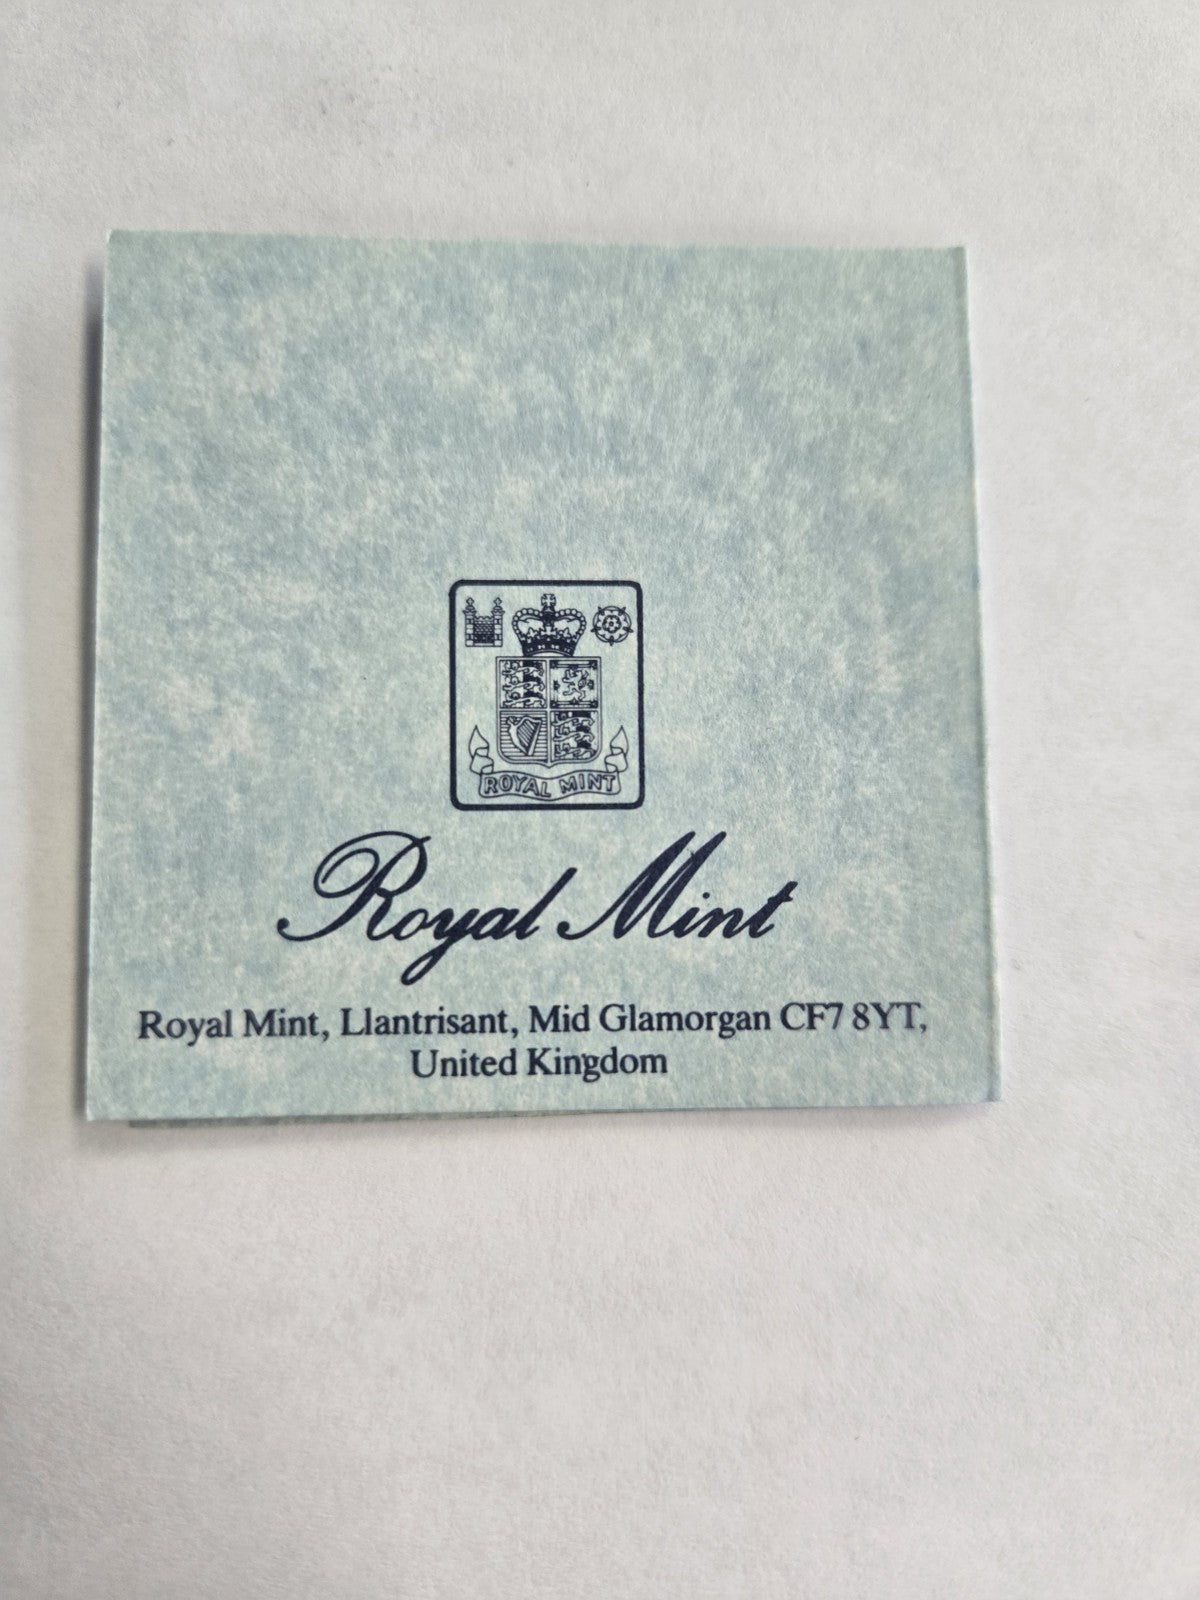 ROYAL MINT
Royal Mint
Royal Mint, Llantrisant, Mid Glamorgan CF7 8YT,
United Kingdom